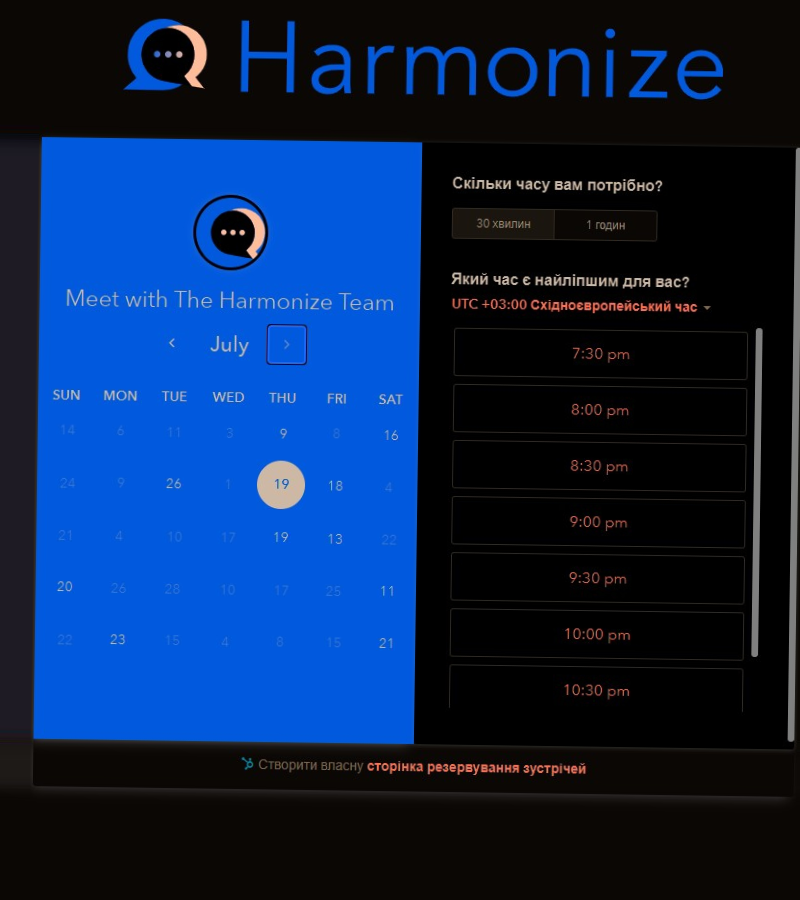 Harmonize
Meet with The Harmonize Team
July
SUN MON TUE WED THU FRI SAT
14 6 11 3 9 8 16
24 9 26 1 19 18 4
21 4 10 17 19 13 22
20 26 28 10 17 25 11
22 23 15 4 8 15 21
Скільки часу вам потрібно?
30 хвилин 1 годин
Який час є найліпшим для вас?
UTC +03:00 Східноєвропейський час
7:30 pm
8:00 pm
8:30 pm
9:00 pm
9:30 pm
10:00 pm
10:30 pm
Створити власну сторінка резервування зустрічей